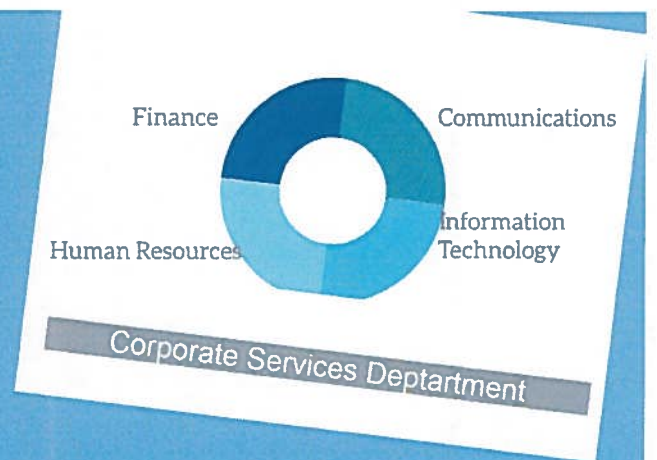 Finance
Communications
Human Resources
Information
Technology
Corporate Services Deptartment